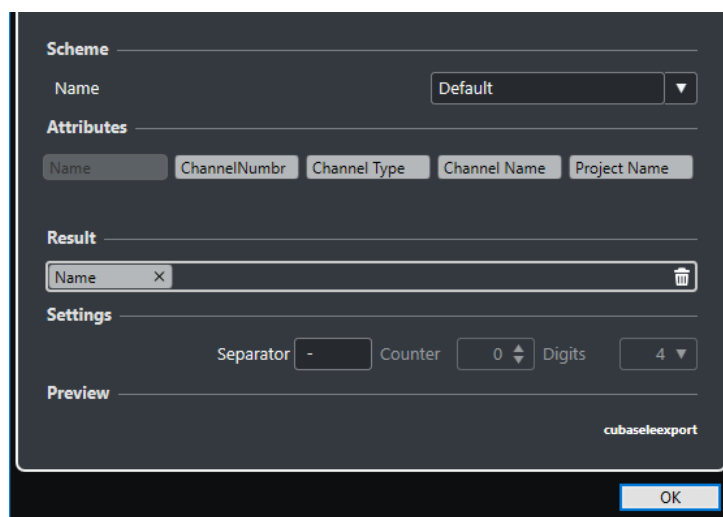 Scheme
Name Default
Attributes
Name ChannelNumbr Channel Type Channel Name Project Name
Result
Name ×
Settings
Separator - Counter 0 Digits 4
Preview
cubaseleexport
OK